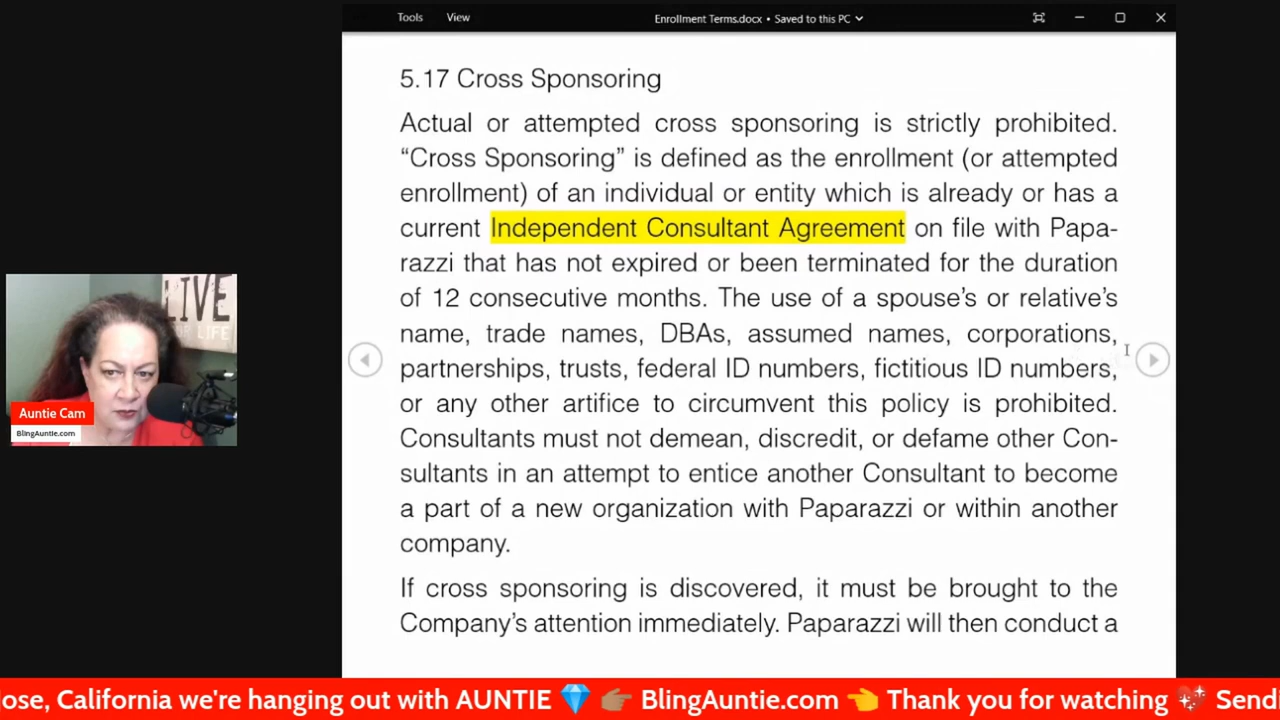 Tools View Enrollment Terms.docx • Saved to this PC
5.17 Cross Sponsoring
Actual or attempted cross sponsoring is strictly prohibited.
“Cross Sponsoring” is defined as the enrollment (or attempted
enrollment) of an individual or entity which is already or has a
current Independent Consultant Agreement on file with Papa-
razzi that has not expired or been terminated for the duration
of 12 consecutive months. The use of a spouse’s or relative’s
name, trade names, DBAs, assumed names, corporations,
partnerships, trusts, federal ID numbers, fictitious ID numbers,
or any other artifice to circumvent this policy is prohibited.
Consultants must not demean, discredit, or defame other Con-
sultants in an attempt to entice another Consultant to become
a part of a new organization with Paparazzi or within another
company.
If cross sponsoring is discovered, it must be brought to the
Company’s attention immediately. Paparazzi will then conduct a
LIVE
UR LIFE
Auntie Cam
BlingAuntie.com
ose, California we're hanging out with AUNTIE 💎 👉🏽 BlingAuntie.com 👈 Thank you for watching 💖 Sendi